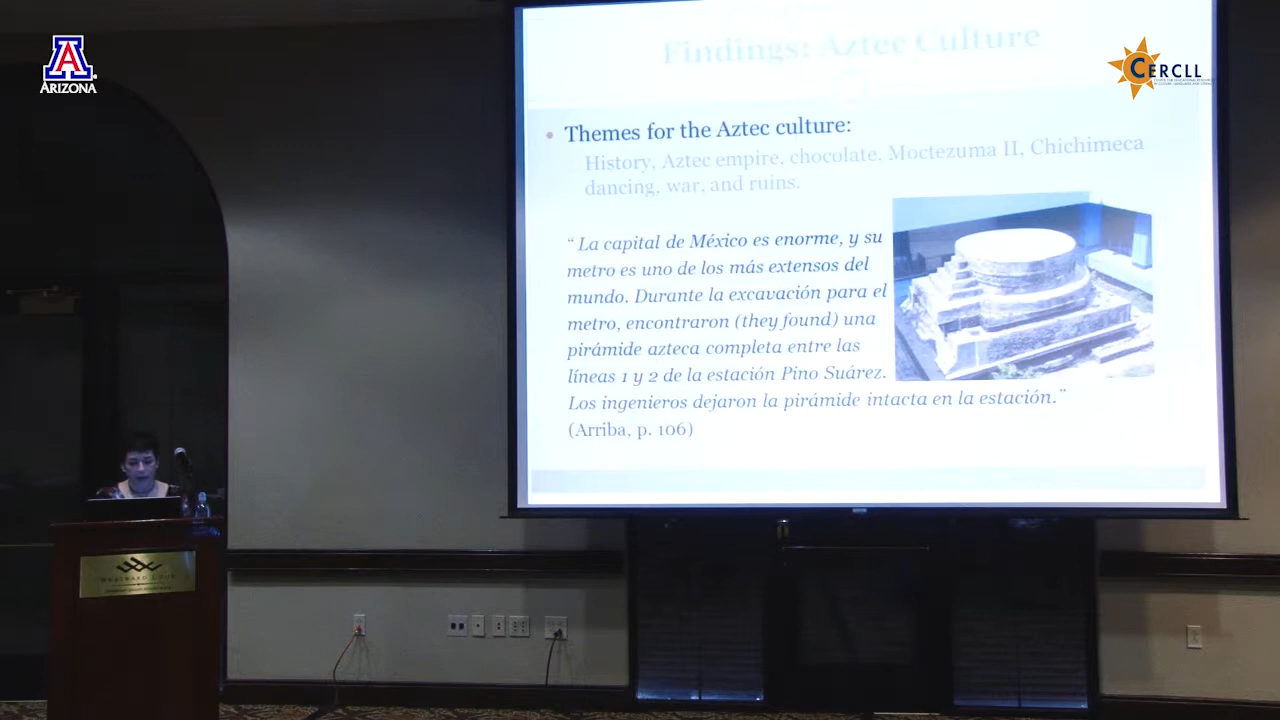 ARIZONA
CERCLL
Findings: Aztec Culture
Themes for the Aztec culture:
History, Aztec empire, chocolate, Moctezuma II, Chichimeca
dancing, war, and ruins.
“ La capital de México es enorme, y su
metro es uno de los más extensos del
mundo. Durante la excavación para el
metro, encontraron (they found) una
pirámide azteca completa entre las
líneas 1 y 2 de la estación Pino Suárez.
Los ingenieros dejaron la pirámide intacta en la estación.”
(Arriba, p. 106)
WESTWARD LOOK